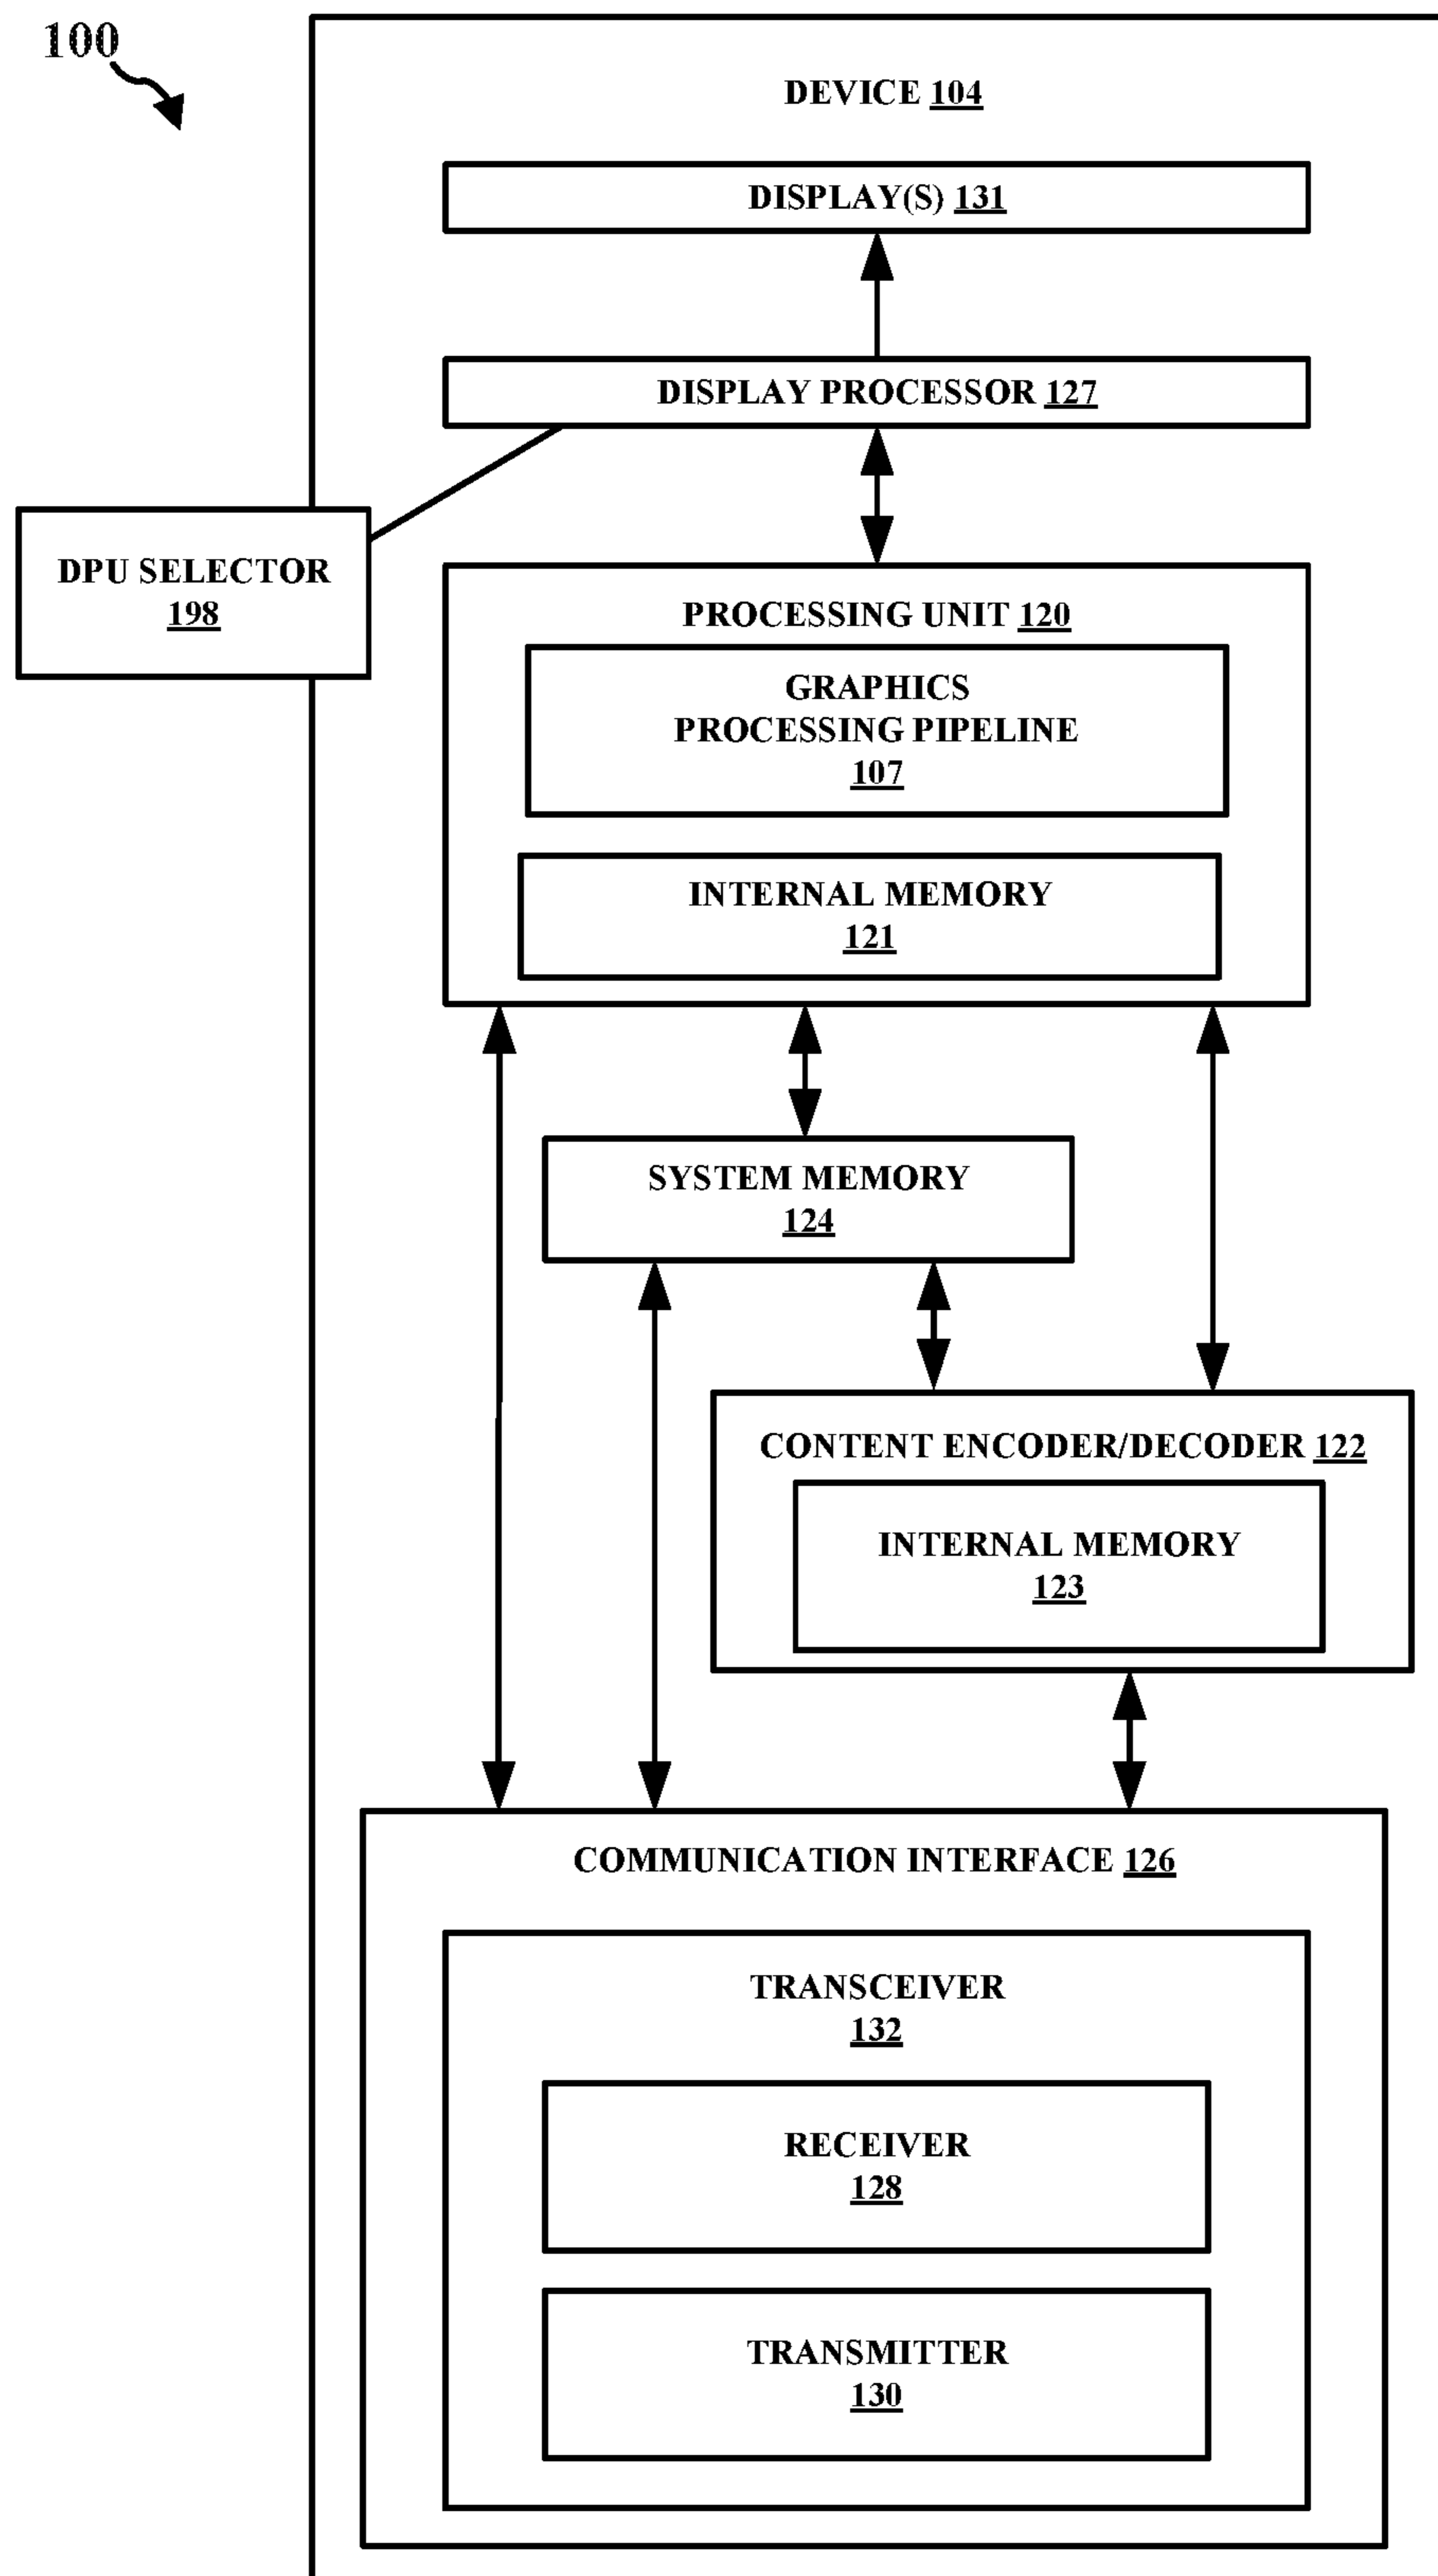 100
DEVICE 104
DISPLAY(S) 131
DISPLAY PROCESSOR 127
DPU SELECTOR
198
PROCESSING UNIT 120
GRAPHICS
PROCESSING PIPELINE
107
INTERNAL MEMORY
121
SYSTEM MEMORY
124
CONTENT ENCODER/DECODER 122
INTERNAL MEMORY
123
COMMUNICATION INTERFACE 126
TRANSCEIVER
132
RECEIVER
128
TRANSMITTER
130